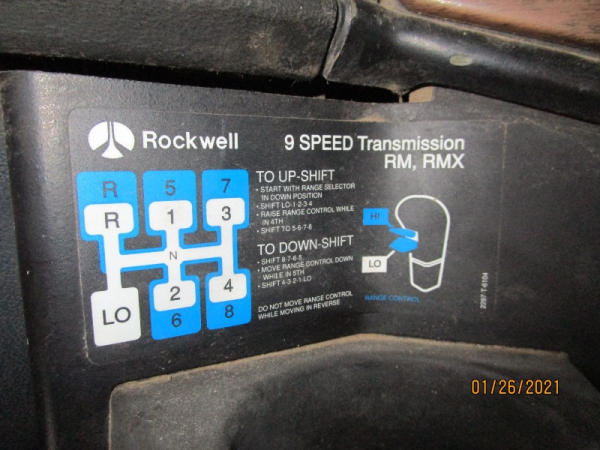 Rockwell
9 SPEED Transmission
RM, RMX
R 5 7
R 1 3
N
LO 2 4
6 8
TO UP-SHIFT
• START WITH RANGE SELECTOR
IN DOWN POSITION
• SHIFT LO-1-2-3-4
• RAISE RANGE CONTROL WHILE
IN 4TH
• SHIFT TO 5-6-7-8
TO DOWN-SHIFT
• SHIFT 8-7-6-5
• MOVE RANGE CONTROL DOWN
WHILE IN 5TH
• SHIFT 4-3-2-1-LO
DO NOT MOVE RANGE CONTROL
WHILE MOVING IN REVERSE
HI
LO
RANGE CONTROL
2297 T-6104
01/26/2021